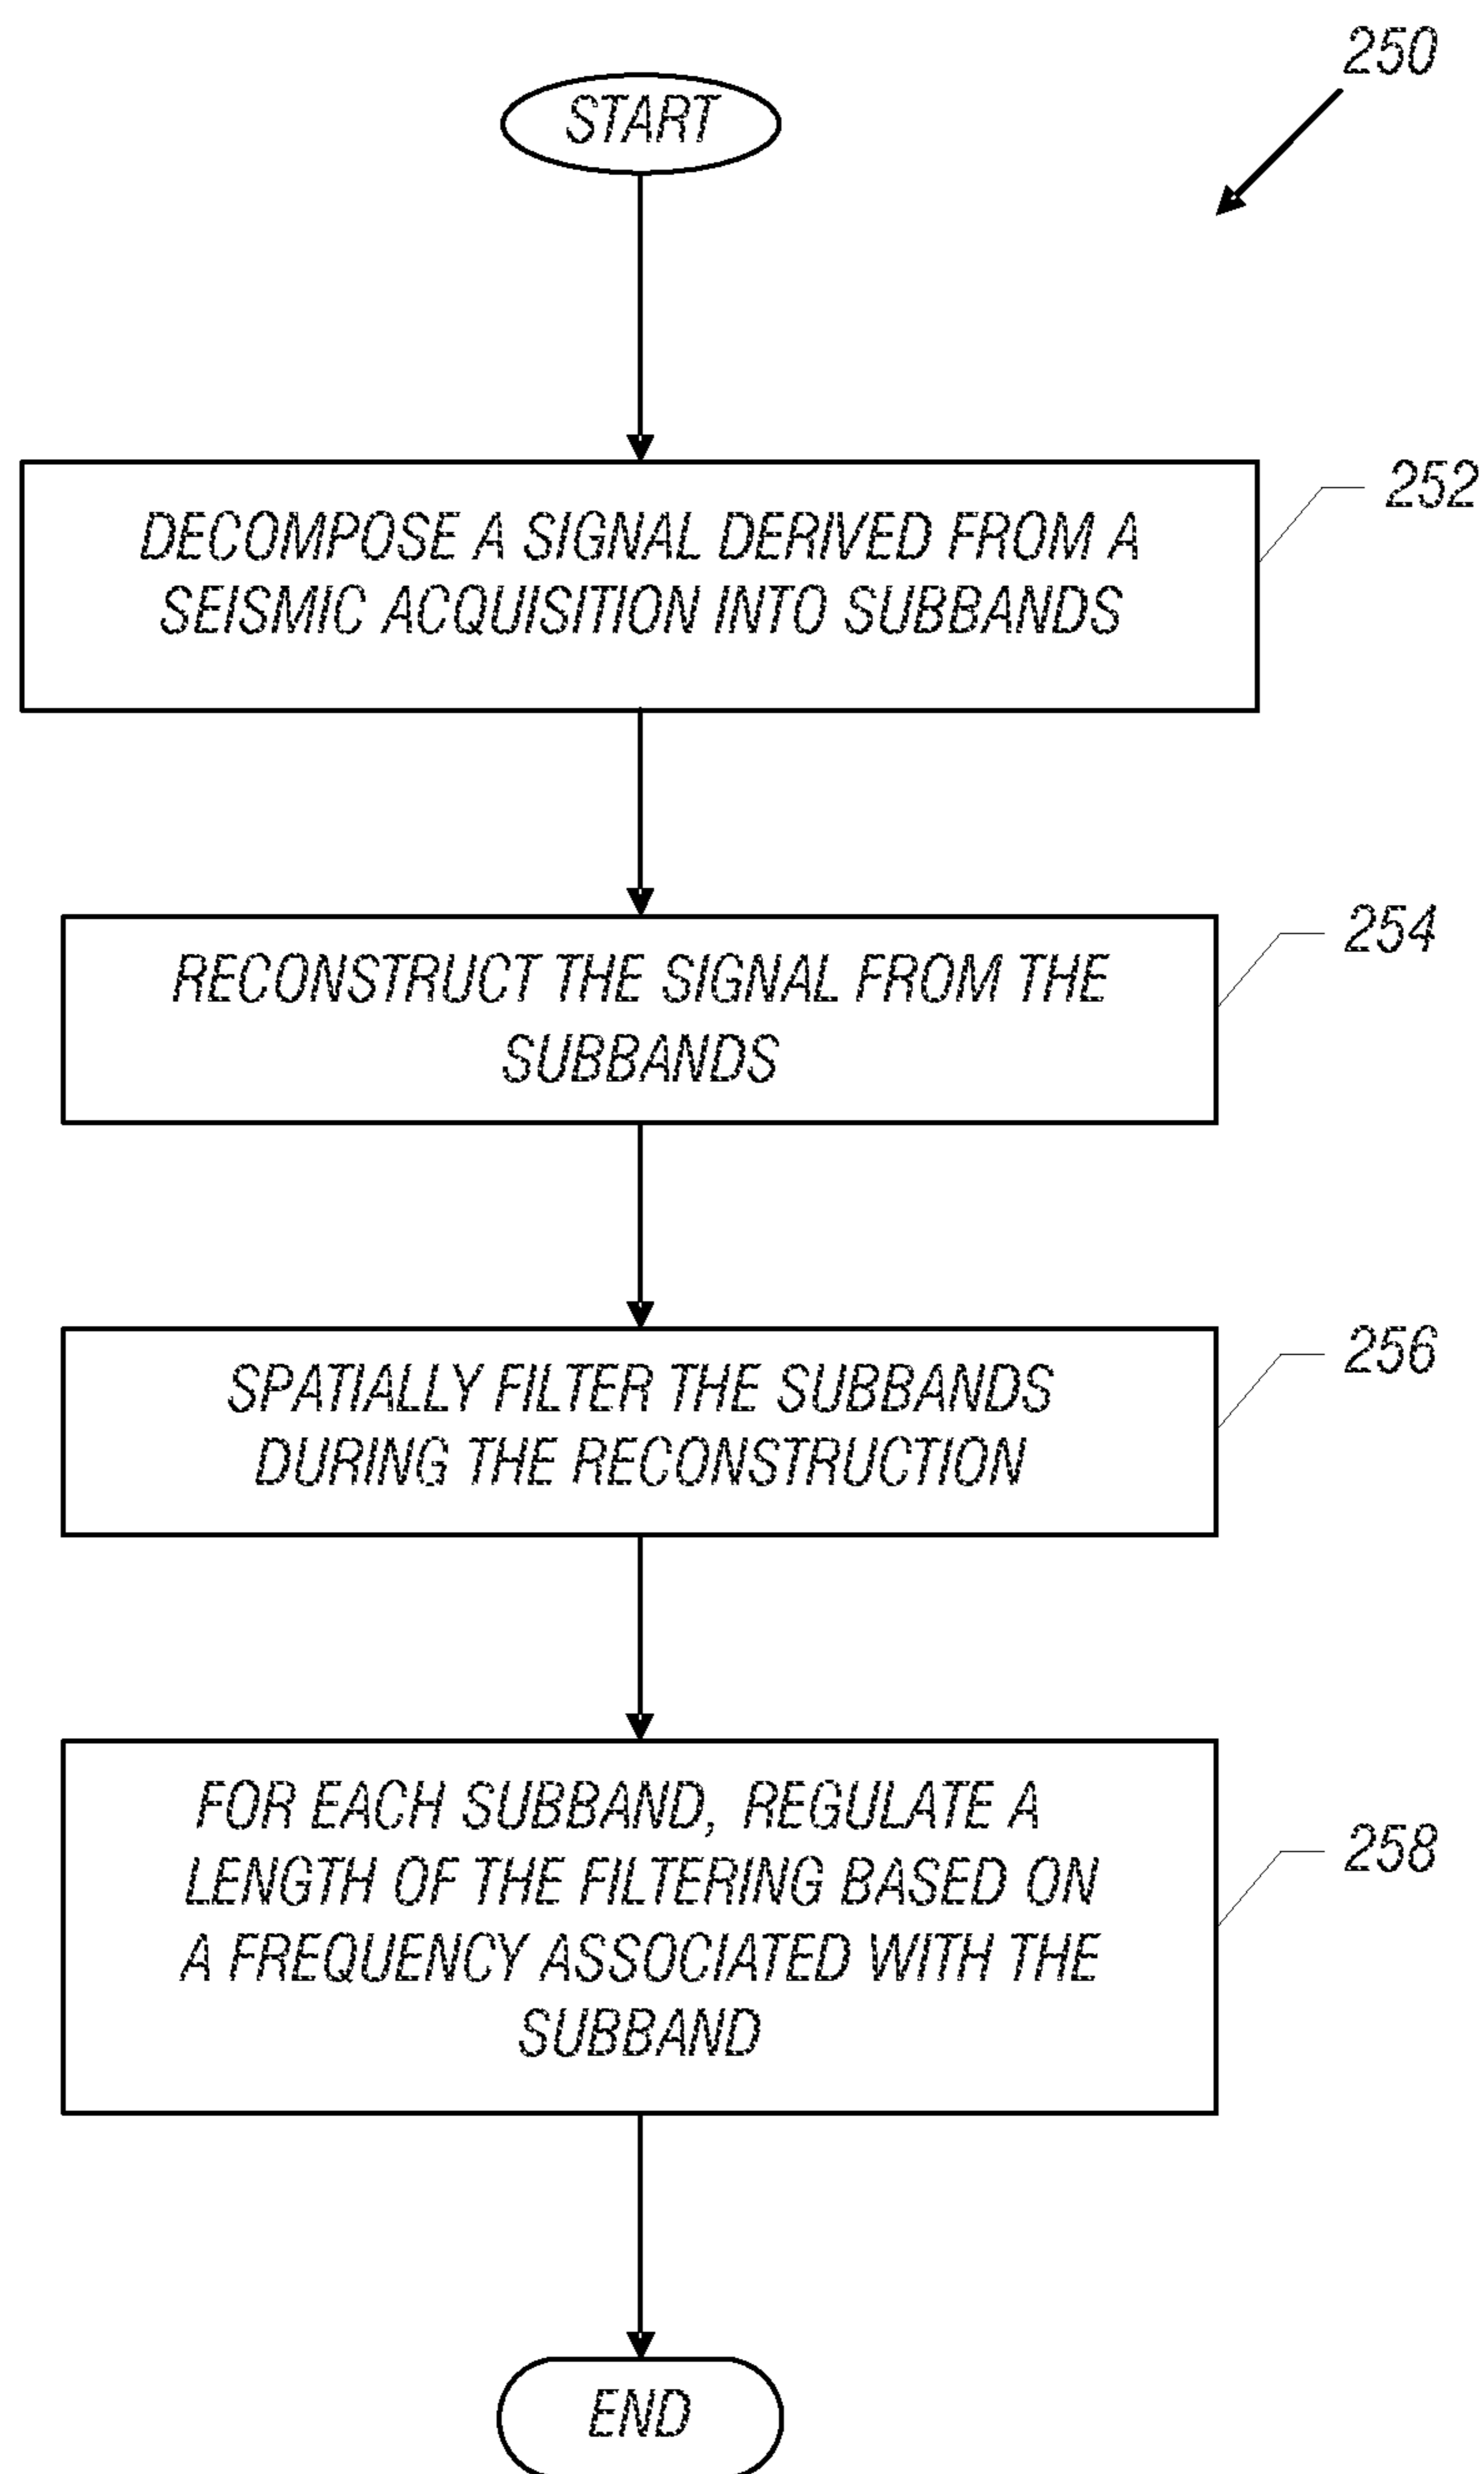 250
START
DECOMPOSE A SIGNAL DERIVED FROM A
SEISMIC ACQUISITION INTO SUBBANDS
252
RECONSTRUCT THE SIGNAL FROM THE
SUBBANDS
254
SPATIALLY FILTER THE SUBBANDS
DURING THE RECONSTRUCTION
256
FOR EACH SUBBAND, REGULATE A
LENGTH OF THE FILTERING BASED ON
A FREQUENCY ASSOCIATED WITH THE
SUBBAND
258
END